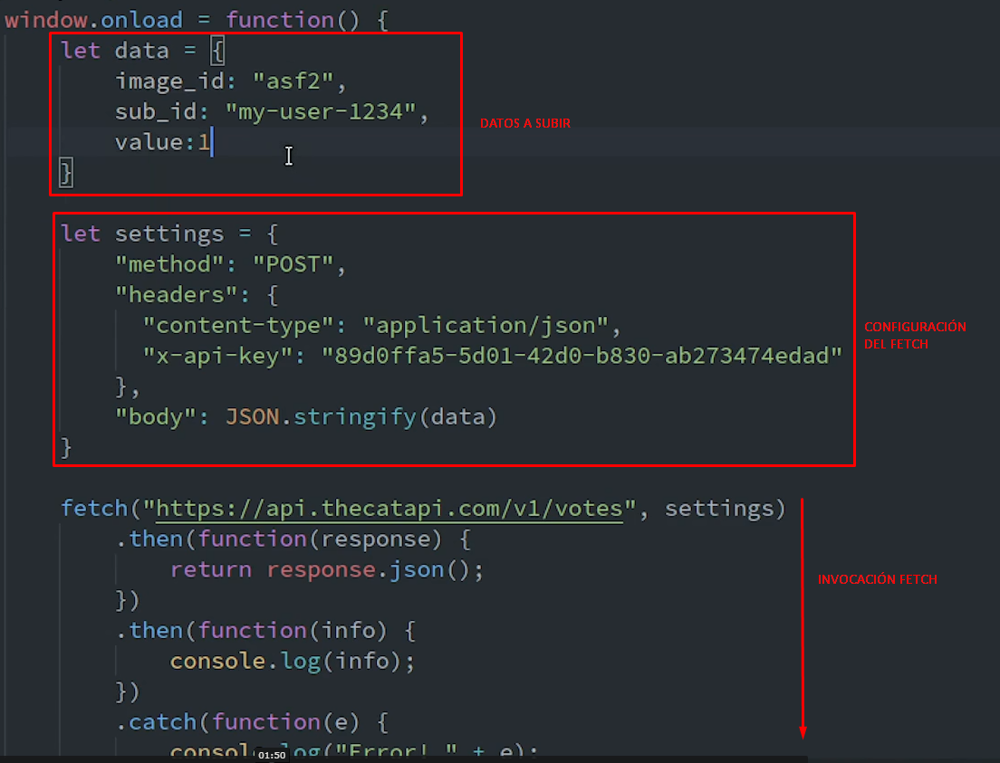 window.onload = function() {
let data = {
image_id: "asf2",
sub_id: "my-user-1234",
value:1
}
DATOS A SUBIR
let settings = {
"method": "POST",
"headers": {
"content-type": "application/json",
"x-api-key": "89d0ffa5-5d01-42d0-b830-ab273474edad"
},
"body": JSON.stringify(data)
}
CONFIGURACIÓN
DEL FETCH
fetch("https://api.thecatapi.com/v1/votes", settings)
.then(function(response) {
return response.json();
})
.then(function(info) {
console.log(info);
})
.catch(function(e) {
console.log("Error! " + e);
INVOCACIÓN FETCH
01:50